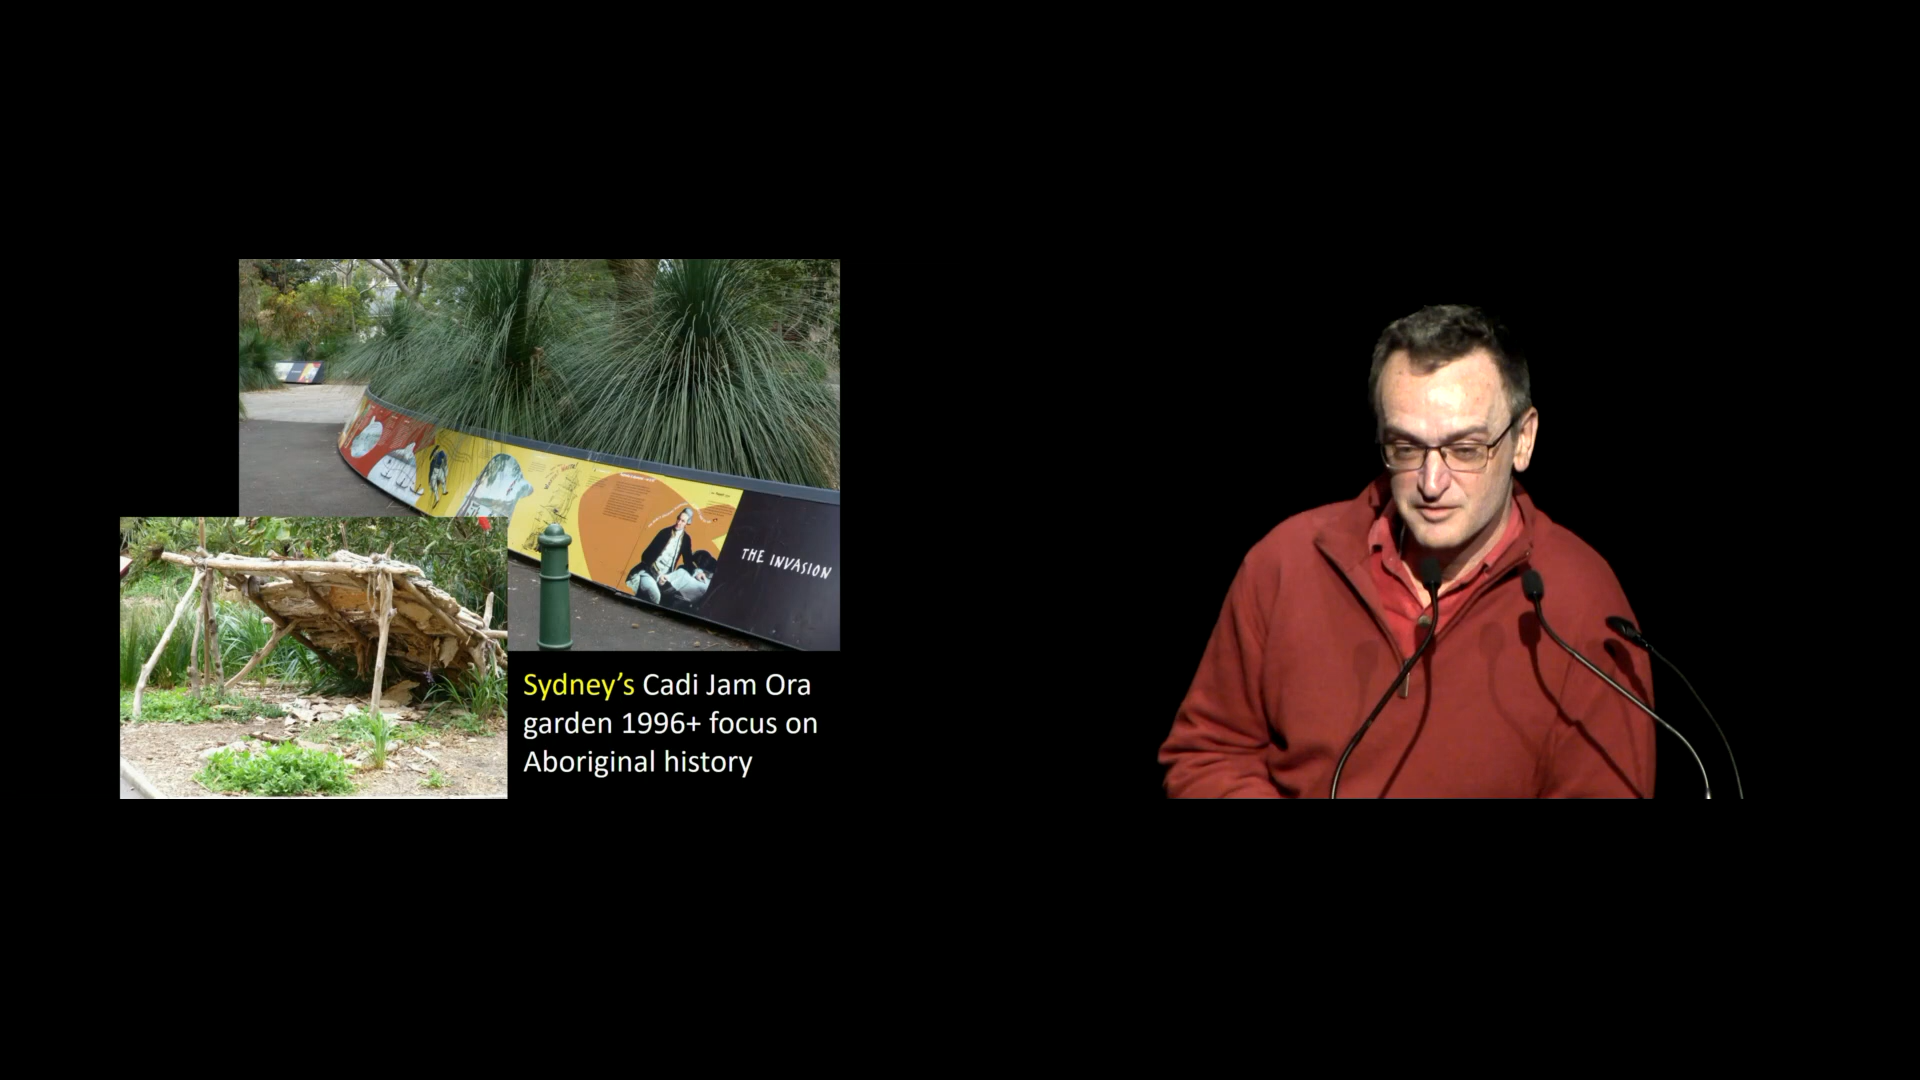 THE INVASION
Sydney’s Cadi Jam Ora
garden 1996+ focus on
Aboriginal history